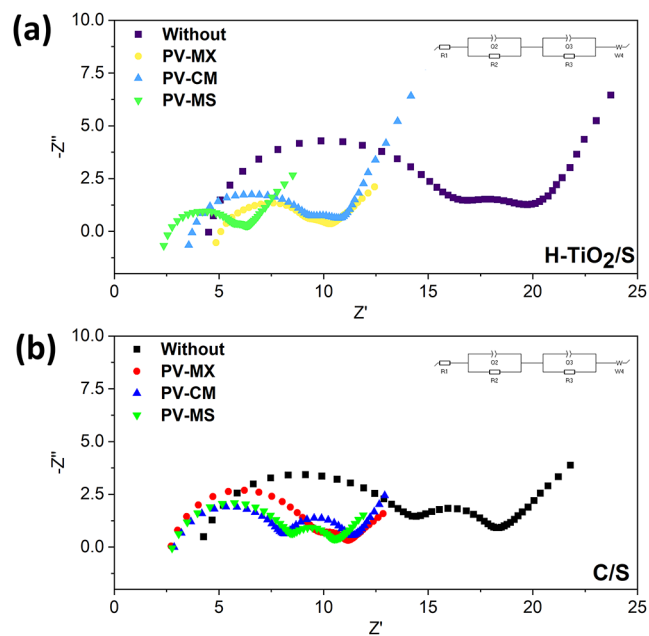 (a)
10.0
7.5
5.0
2.5
0.0
-Z''
Without
PV-MX
PV-CM
PV-MS
R1
Q2
R2
Q3
R3
W
W4
H-TiO2/S
0
5
10
15
20
25
Z'
(b)
10.0
7.5
5.0
2.5
0.0
-Z''
Without
PV-MX
PV-CM
PV-MS
R1
Q2
R2
Q3
R3
W
W4
C/S
0
5
10
15
20
25
Z'